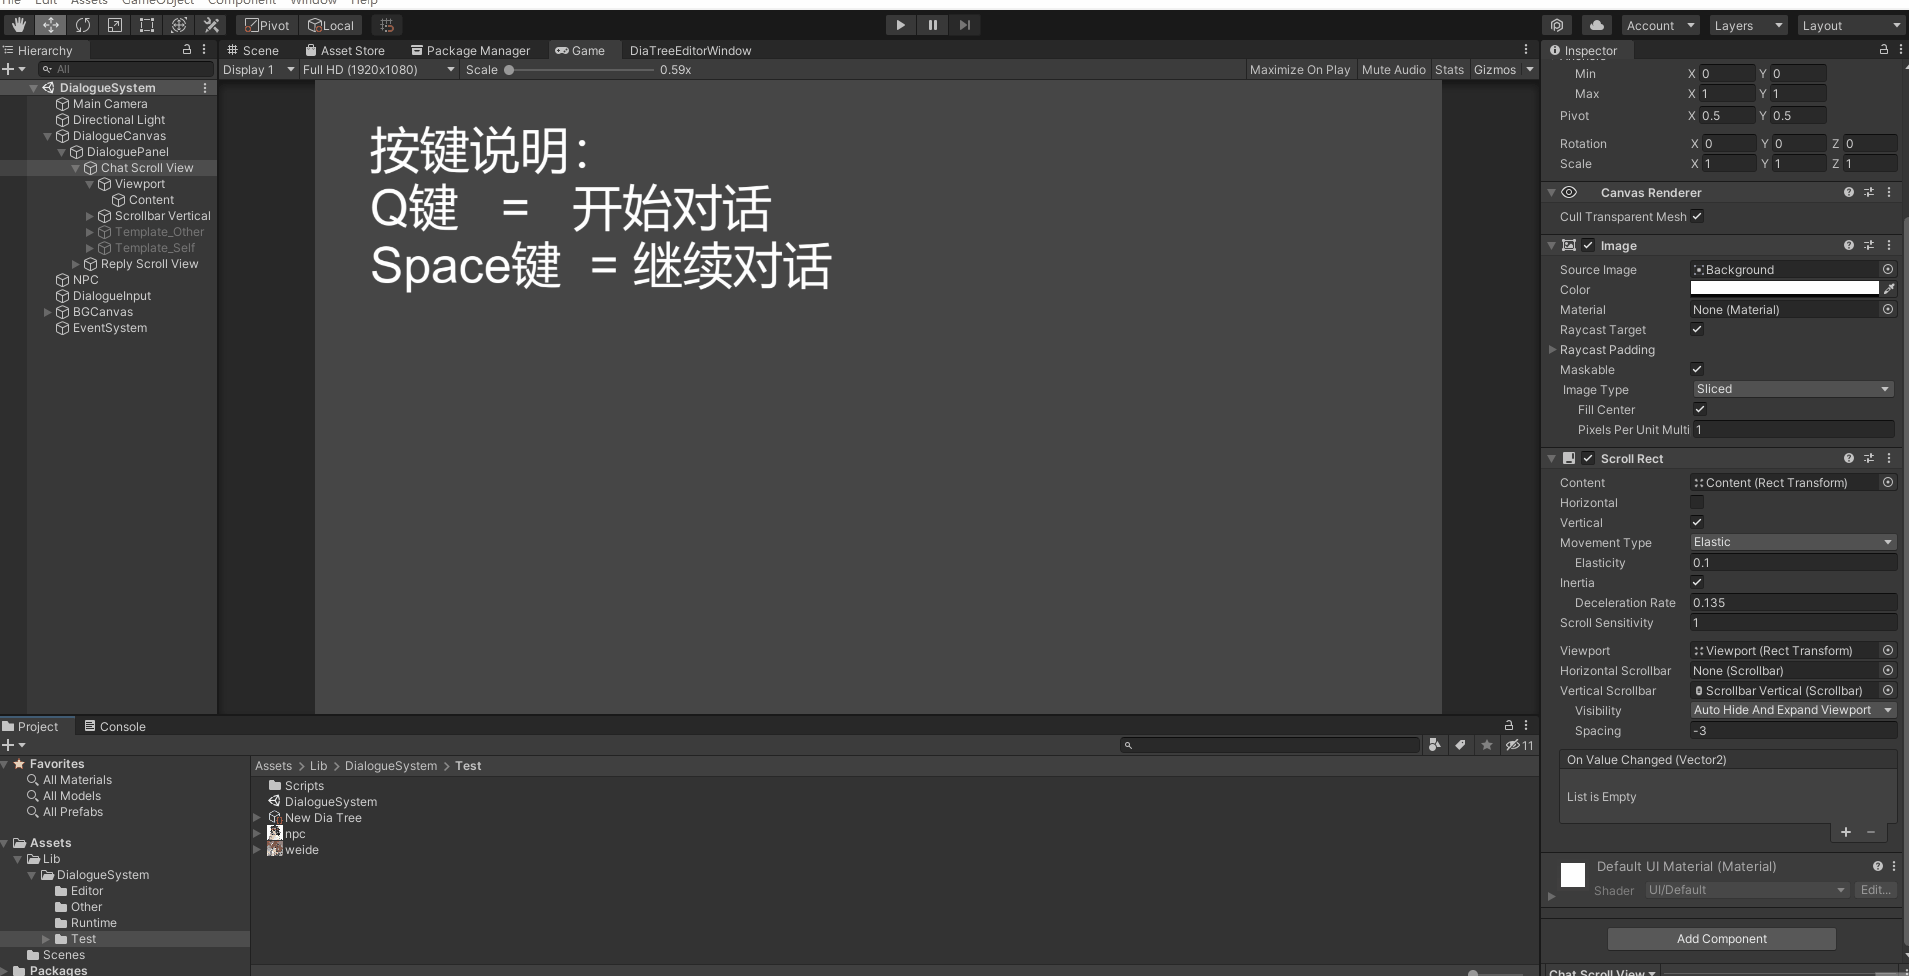 File Edit Assets GameObject Component Window Help
Pivot Local Account Layers Layout
Hierarchy
All
DialogueSystem
Main Camera
Directional Light
DialogueCanvas
DialoguePanel
Chat Scroll View
Viewport
Content
Scrollbar Vertical
Template_Other
Template_Self
Reply Scroll View
NPC
DialogueInput
BGCanvas
EventSystem
Scene Asset Store Package Manager Game DiaTreeEditorWindow
Display 1 Full HD (1920x1080) Scale 0.59x Maximize On Play Mute Audio Stats Gizmos
按键说明：
Q键 = 开始对话
Space键 = 继续对话
Inspector
Anchors
Min X 0 Y 0
Max X 1 Y 1
Pivot X 0.5 Y 0.5
Rotation X 0 Y 0 Z 0
Scale X 1 Y 1 Z 1
Canvas Renderer
Cull Transparent Mesh
Image
Source Image Background
Color
Material None (Material)
Raycast Target
Raycast Padding
Maskable
Image Type Sliced
Fill Center
Pixels Per Unit Multi 1
Scroll Rect
Content Content (Rect Transform)
Horizontal
Vertical
Movement Type Elastic
Elasticity 0.1
Inertia
Deceleration Rate 0.135
Scroll Sensitivity 1
Viewport Viewport (Rect Transform)
Horizontal Scrollbar None (Scrollbar)
Vertical Scrollbar Scrollbar Vertical (Scrollbar)
Visibility Auto Hide And Expand Viewport
Spacing -3
On Value Changed (Vector2)
List is Empty
+ −
Default UI Material (Material)
Shader UI/Default Edit...
Add Component
Chat Scroll View
Project Console
11
Favorites
All Materials
All Models
All Prefabs
Assets
Lib
DialogueSystem
Editor
Other
Runtime
Test
Scenes
Packages
Assets > Lib > DialogueSystem > Test
Scripts
DialogueSystem
New Dia Tree
npc
weide